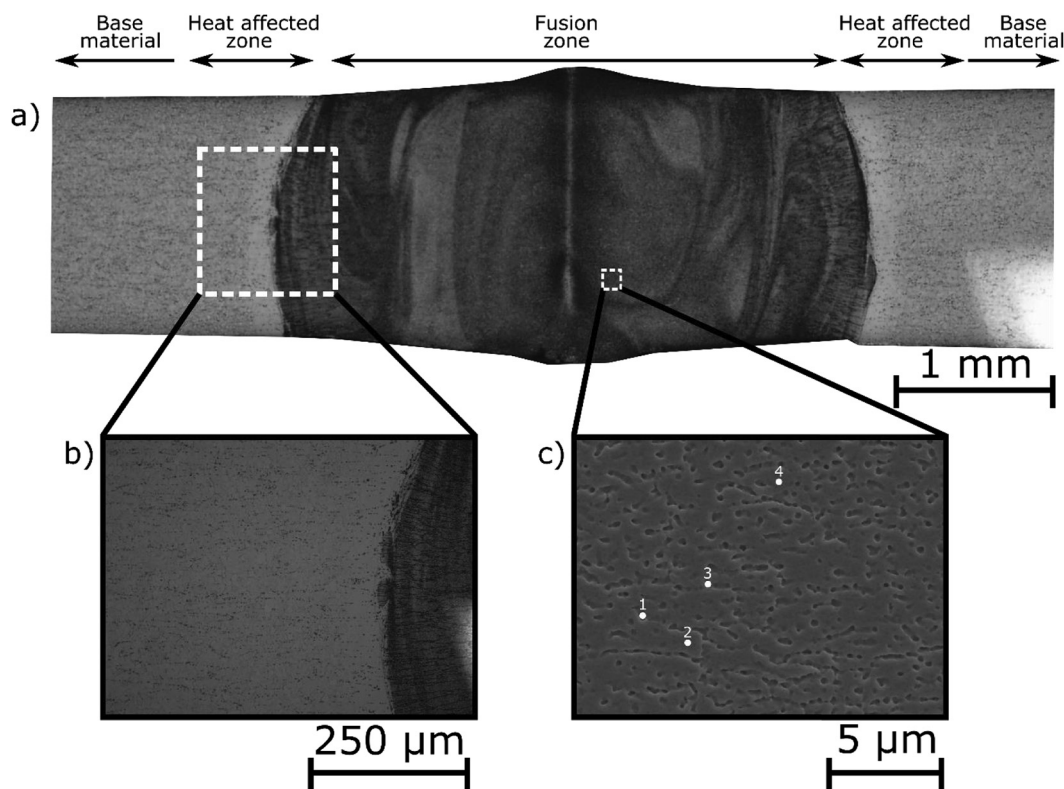 Base
material
Heat affected
zone
Fusion
zone
Heat affected
zone
Base
material
a)
1 mm
b)
c)
4
3
1
2
250 µm
5 µm